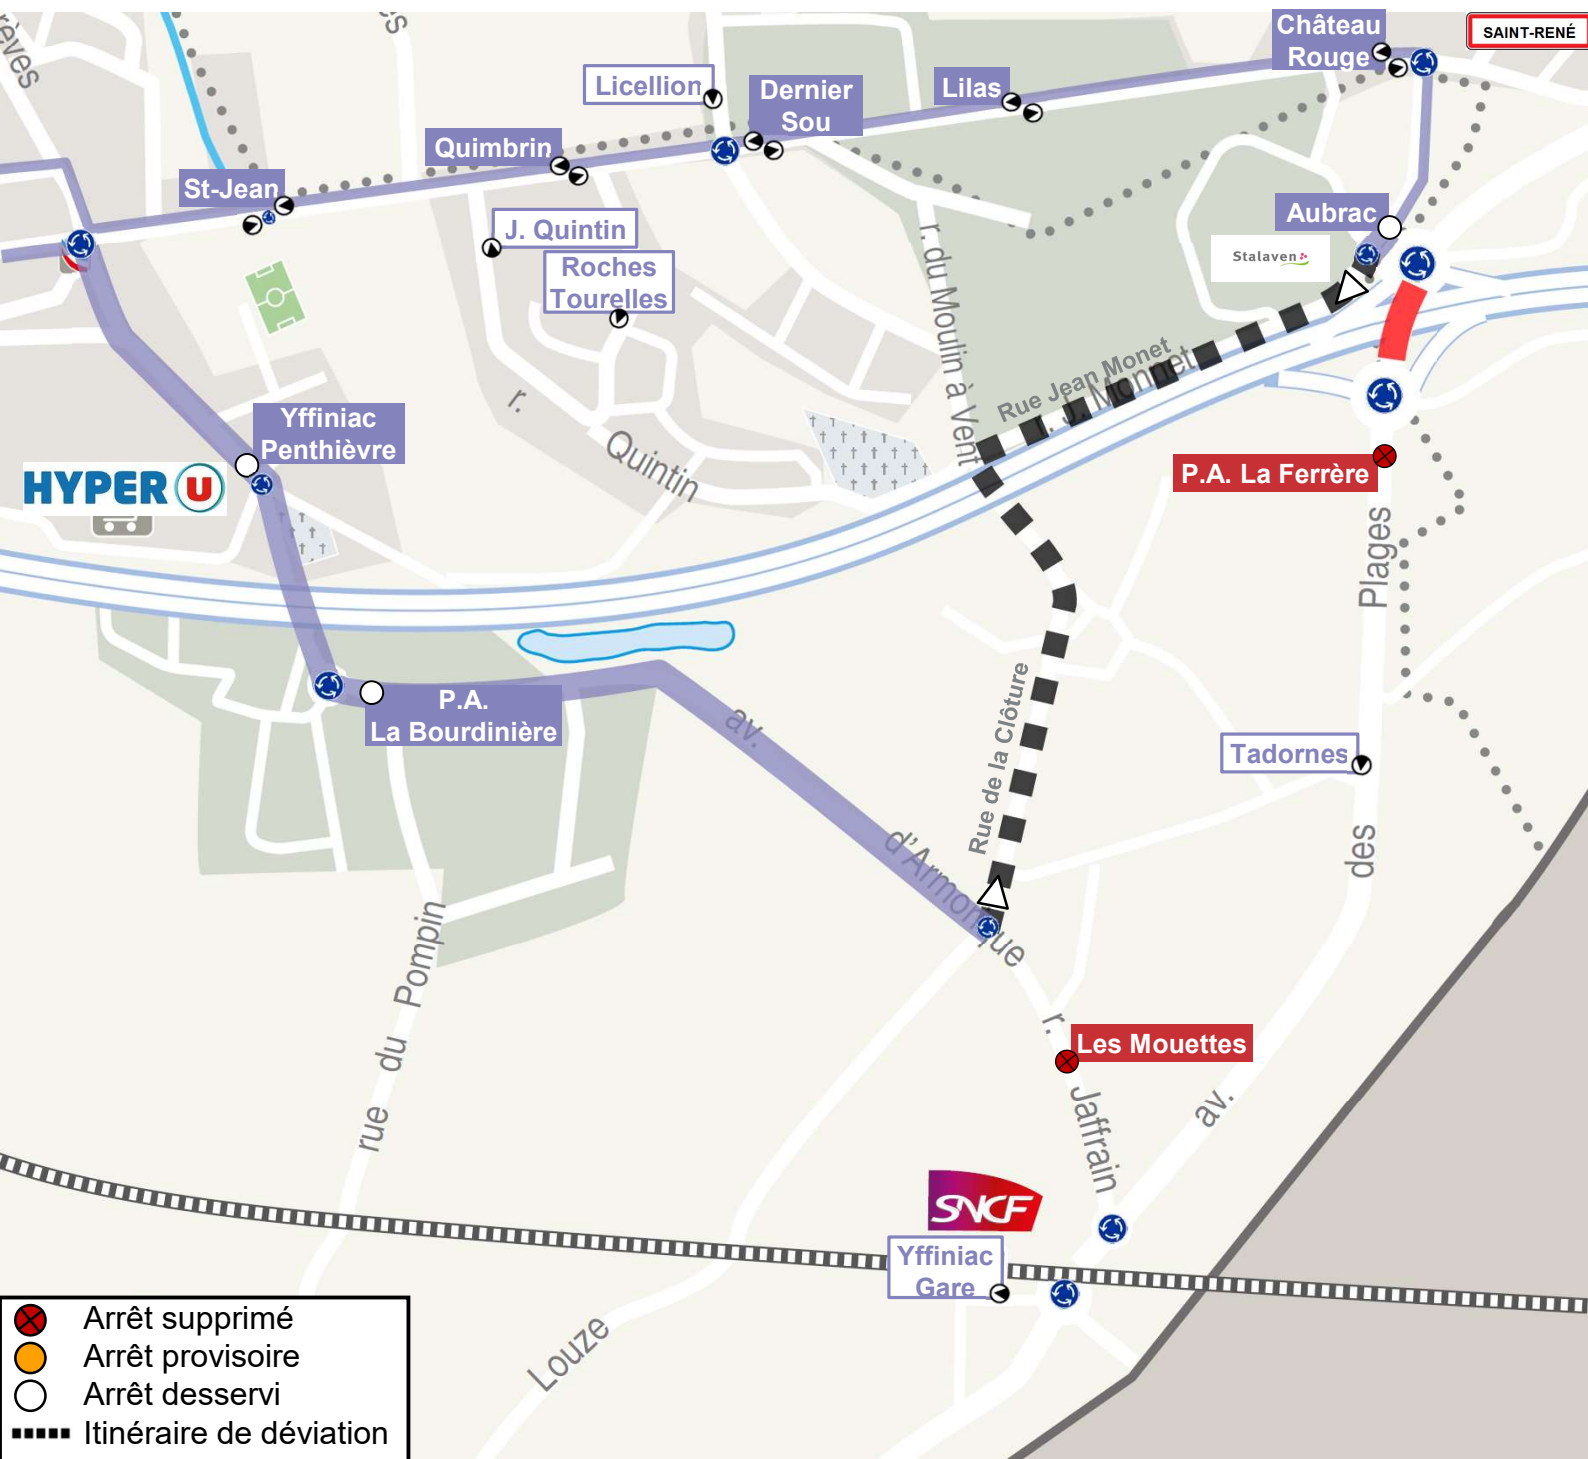 rèves
es
SAINT-RENÉ
Château
Rouge
Licellion
Dernier
Sou
Lilas
Quimbrin
St-Jean
Aubrac
J. Quintin
Stalaven
Roches
Tourelles
r. du Moulin à Vent
Rue Jean Monet
r. J. Monnet
r.
Quintin
Yffiniac
Penthièvre
HYPER U
P.A. La Ferrère
Plages
P.A.
La Bourdinière
av.
Rue de la Clôture
Tadornes
d'Armorique
des
rue du Pompin
r.
Les Mouettes
Jaffrain
av.
SNCF
Yffiniac
Gare
Louze
Arrêt supprimé
Arrêt provisoire
Arrêt desservi
Itinéraire de déviation